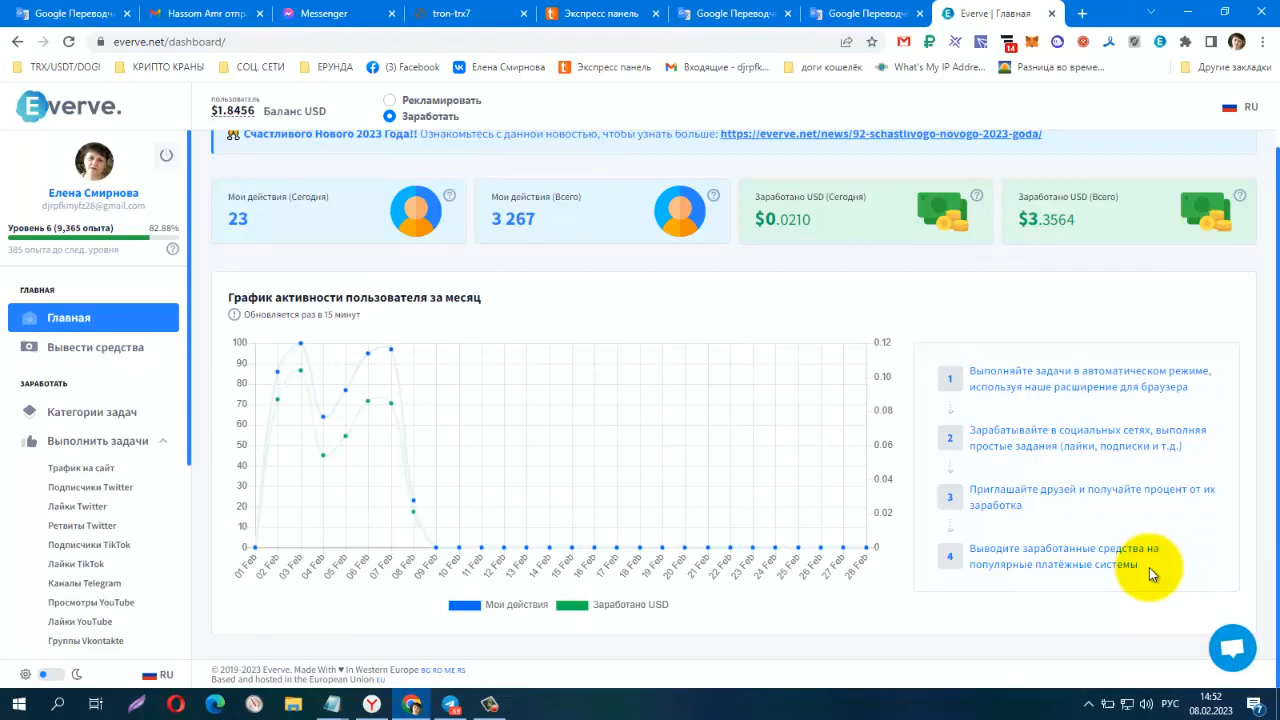 Google Переводч
Hassom Amr отпр
Messenger
tron-trx7
Экспресс панель
Google Переводч
Google Переводч
Everve | Главная
everve.net/dashboard/
14
TRX/USDT/DOGI
КРИПТО КРАНЫ
СОЦ. СЕТИ
ЕРУНДА
(3) Facebook
Елена Смирнова
Экспресс панель
Входящие - djrpfk...
доги кошелёк
What's My IP Addre...
Разница во време...
Другие закладки
Everve.
ПОЛЬЗОВАТЕЛЬ
$1.8456 Баланс USD
Рекламировать
Заработать
RU
Счастливого Нового 2023 Года!! Ознакомьтесь с данной новостью, чтобы узнать больше: https://everve.net/news/92-schastlivogo-novogo-2023-goda/
Елена Смирнова
djrpfkmyfz28@gmail.com
Уровень 6 (9,365 опыта) 82.88%
385 опыта до след. уровня
ГЛАВНАЯ
Главная
Вывести средства
ЗАРАБОТАТЬ
Категории задач
Выполнить задачи
Трафик на сайт
Подписчики Twitter
Лайки Twitter
Ретвиты Twitter
Подписчики TikTok
Лайки TikTok
Каналы Telegram
Просмотры YouTube
Лайки YouTube
Группы Vkontakte
RU
Мои действия (Сегодня)
23
Мои действия (Всего)
3 267
Заработано USD (Сегодня)
$0.0210
Заработано USD (Всего)
$3.3564
График активности пользователя за месяц
Обновляется раз в 15 минут
100
90
80
70
60
50
40
30
20
10
0
0.12
0.10
0.08
0.06
0.04
0.02
0
01 Feb
02 Feb
03 Feb
04 Feb
05 Feb
06 Feb
07 Feb
08 Feb
09 Feb
10 Feb
11 Feb
12 Feb
13 Feb
14 Feb
15 Feb
16 Feb
17 Feb
18 Feb
19 Feb
20 Feb
21 Feb
22 Feb
23 Feb
24 Feb
25 Feb
26 Feb
27 Feb
28 Feb
Мои действия
Заработано USD
1 Выполняйте задачи в автоматическом режиме,
используя наше расширение для браузера
2 Зарабатывайте в социальных сетях, выполняя
простые задания (лайки, подписки и т.д.)
3 Приглашайте друзей и получайте процент от их
заработка
4 Выводите заработанные средства на
популярные платёжные системы
© 2019-2023 Everve. Made With ♥ In Western Europe BG RO ME RS
Based and hosted in the European Union EU
РУС
14:52
08.02.2023